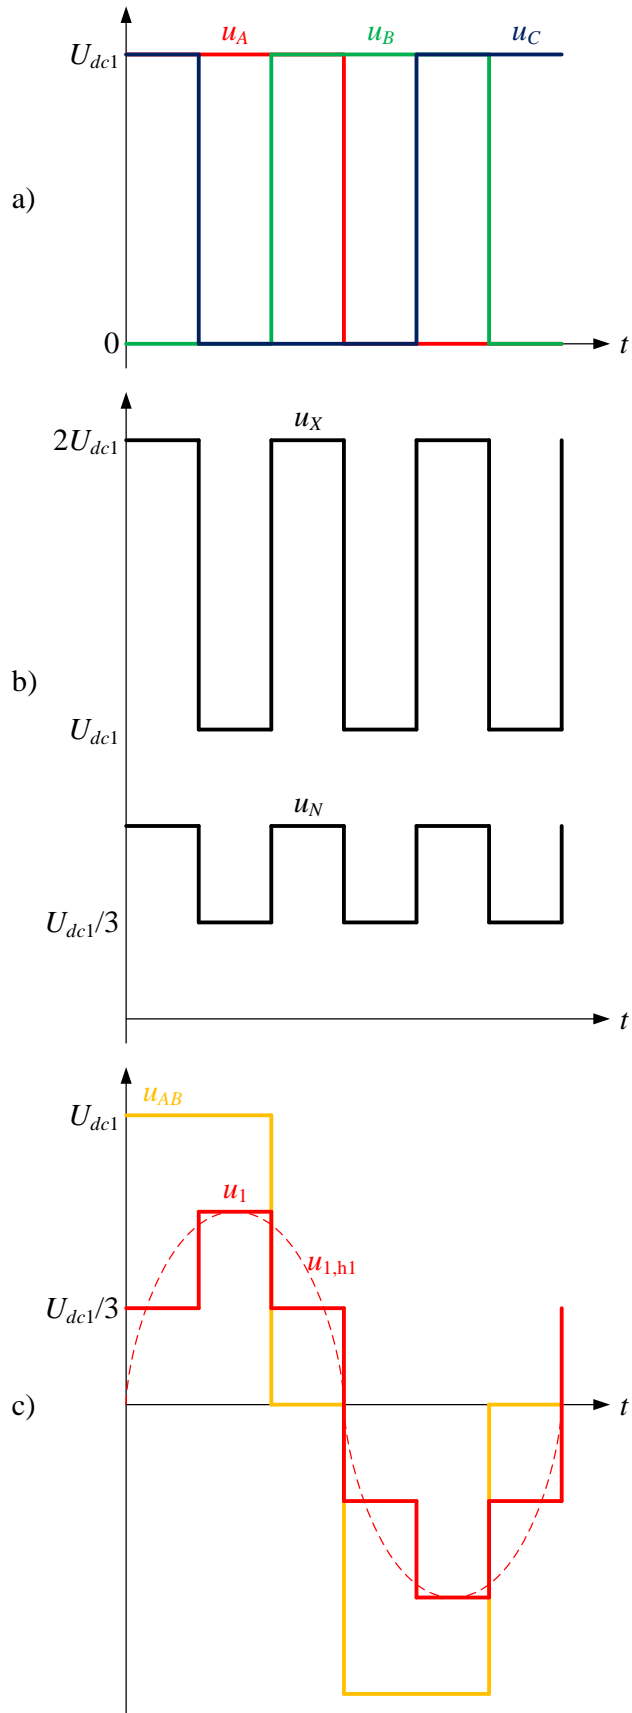 u_A u_B u_C
U_dc1
a)
0 t
u_X
2U_dc1
b)
U_dc1
u_N
U_dc1/3
t
u_AB
U_dc1
u_1
u_1,h1
U_dc1/3
c) t